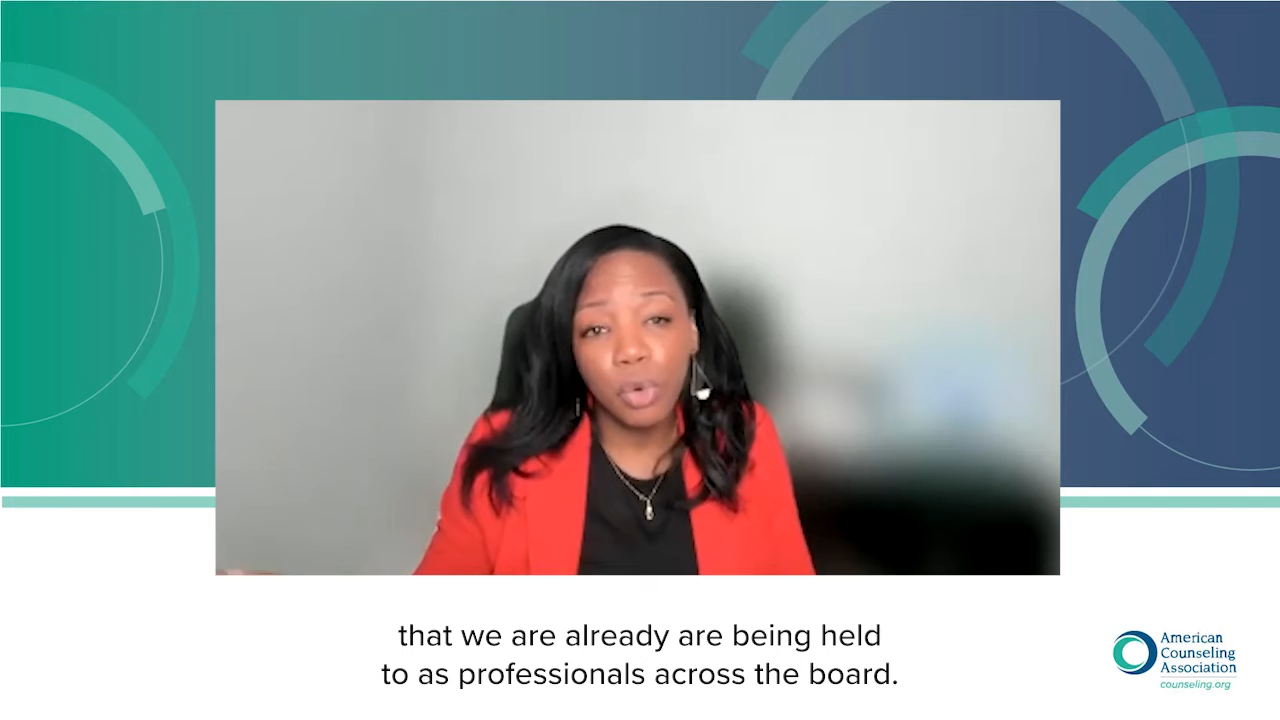 that we are already are being held
to as professionals across the board.
American
Counseling
Association
counseling.org